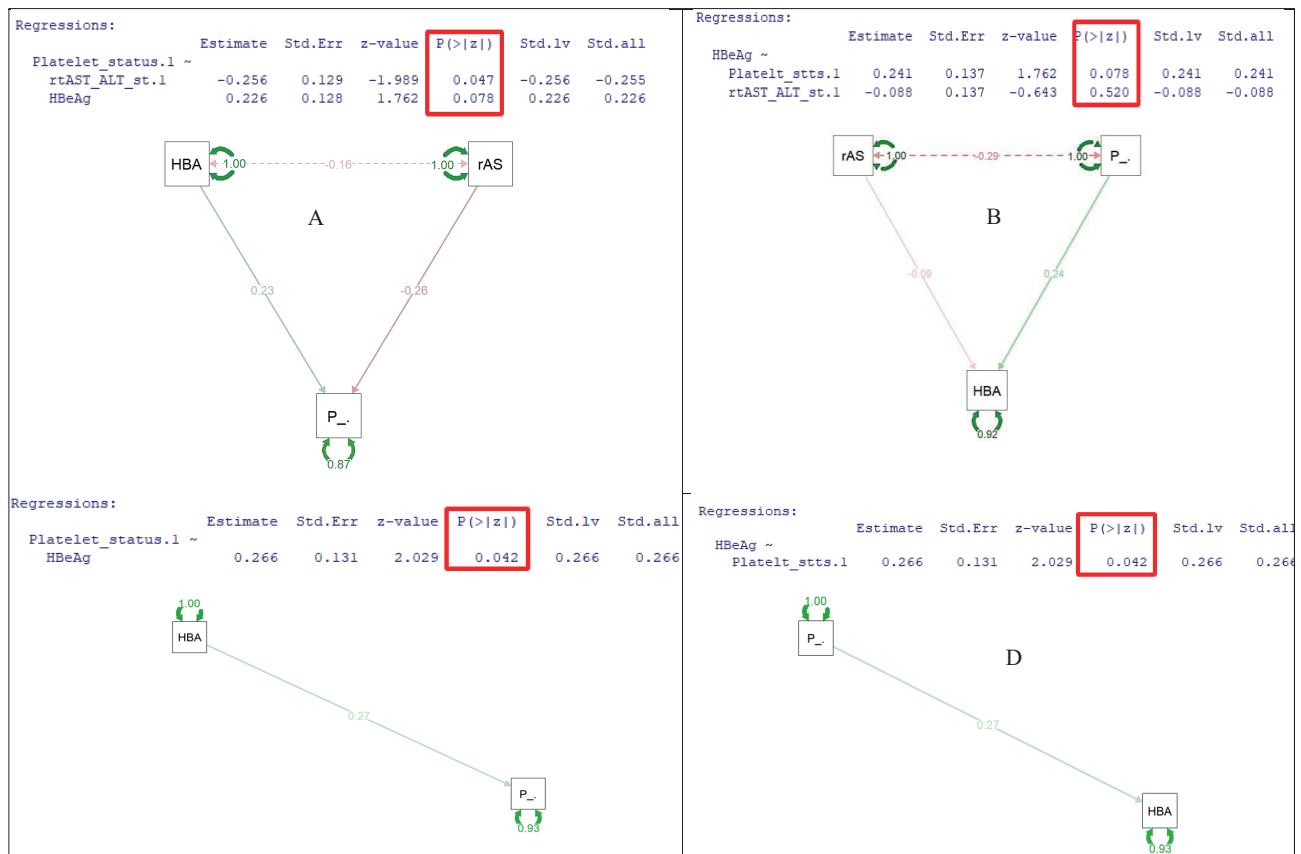 Regressions:
Estimate Std.Err z-value P(>|z|) Std.lv Std.all
Platelet_status.1 ~
rtAST_ALT_st.1 -0.256 0.129 -1.989 0.047 -0.256 -0.255
HBeAg 0.226 0.128 1.762 0.078 0.226 0.226
HBA 1.00 -0.16 1.00 rAS
A
0.23 -0.26
P_.
0.87
Regressions:
Estimate Std.Err z-value P(>|z|) Std.lv Std.all
HBeAg ~
Platelt_stts.1 0.241 0.137 1.762 0.078 0.241 0.241
rtAST_ALT_st.1 -0.088 0.137 -0.643 0.520 -0.088 -0.088
rAS 1.00 -0.29 1.00 P_.
B
-0.09 0.24
HBA
0.92
Regressions:
Estimate Std.Err z-value P(>|z|) Std.lv Std.all
Platelet_status.1 ~
HBeAg 0.266 0.131 2.029 0.042 0.266 0.266
1.00
HBA
0.27
P_.
0.93
Regressions:
Estimate Std.Err z-value P(>|z|) Std.lv Std.all
HBeAg ~
Platelt_stts.1 0.266 0.131 2.029 0.042 0.266 0.266
1.00
P_.
D
0.27
HBA
0.93